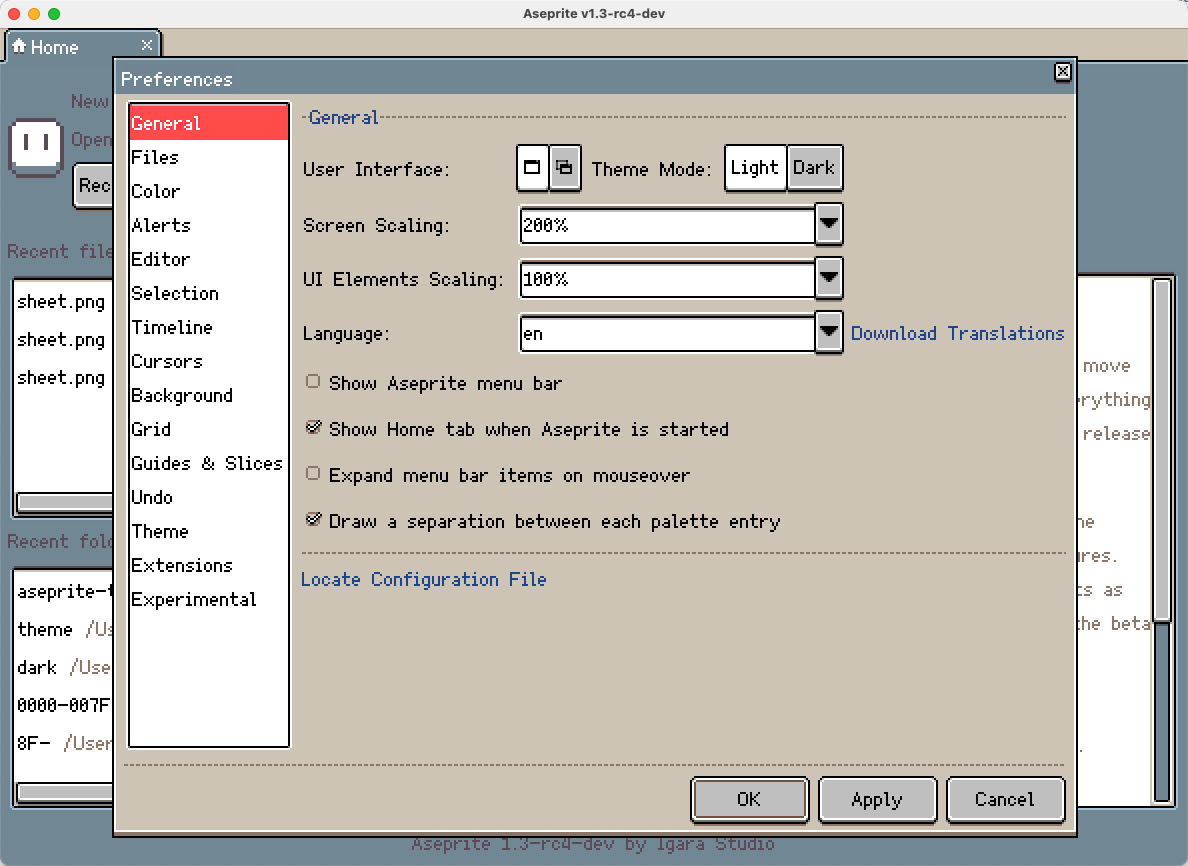 Aseprite v1.3-rc4-dev
Home
Preferences
New
Open
Rec
Recent file
sheet.png
sheet.png
sheet.png
Recent fold
aseprite-t
theme /Us
dark /Use
0000-007F
8F- /User
General
Files
Color
Alerts
Editor
Selection
Timeline
Cursors
Background
Grid
Guides & Slices
Undo
Theme
Extensions
Experimental
General
User Interface: Theme Mode: Light Dark
Screen Scaling: 200%
UI Elements Scaling: 100%
Language: en Download Translations
Show Aseprite menu bar
Show Home tab when Aseprite is started
Expand menu bar items on mouseover
Draw a separation between each palette entry
Locate Configuration File
OK Apply Cancel
move
rything
release
ne
ures.
ts as
the beta
Aseprite 1.3-rc4-dev by Igara Studio